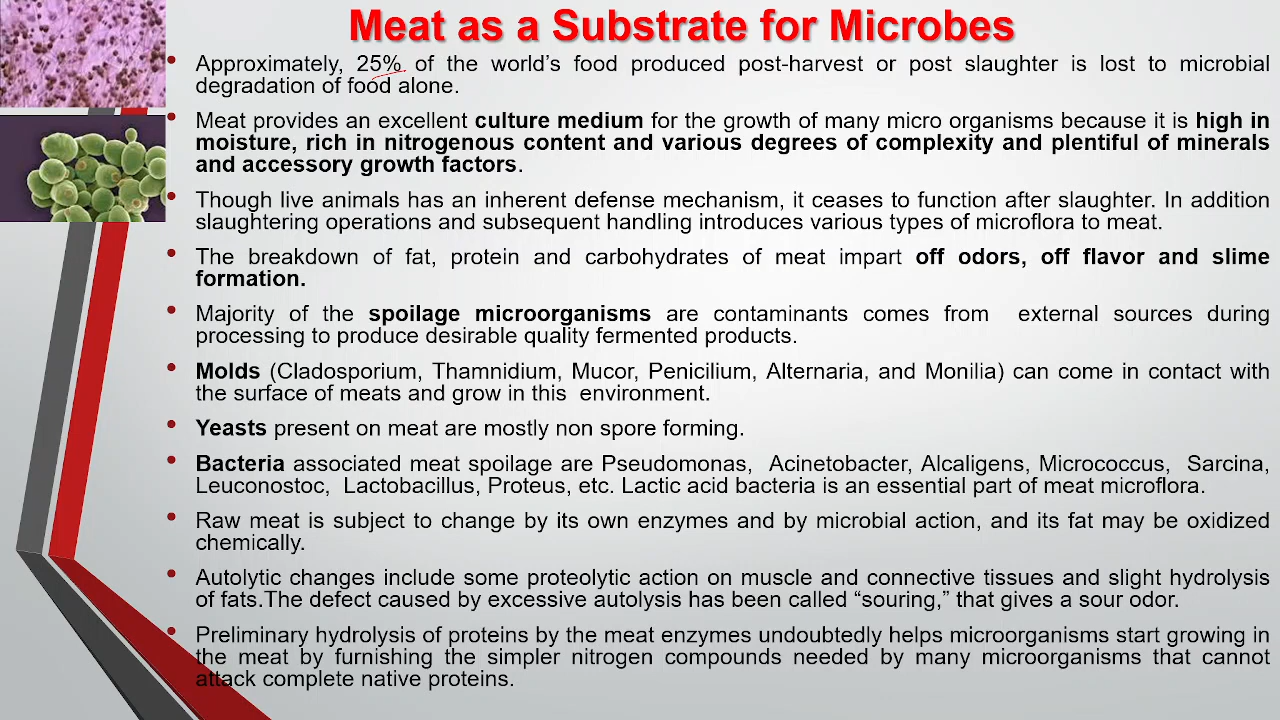 Meat as a Substrate for Microbes
• Approximately, 25% of the world’s food produced post-harvest or post slaughter is lost to microbial
degradation of food alone.
• Meat provides an excellent culture medium for the growth of many micro organisms because it is high in
moisture, rich in nitrogenous content and various degrees of complexity and plentiful of minerals
and accessory growth factors.
• Though live animals has an inherent defense mechanism, it ceases to function after slaughter. In addition
slaughtering operations and subsequent handling introduces various types of microflora to meat.
• The breakdown of fat, protein and carbohydrates of meat impart off odors, off flavor and slime
formation.
• Majority of the spoilage microorganisms are contaminants comes from external sources during
processing to produce desirable quality fermented products.
• Molds (Cladosporium, Thamnidium, Mucor, Penicilium, Alternaria, and Monilia) can come in contact with
the surface of meats and grow in this environment.
• Yeasts present on meat are mostly non spore forming.
• Bacteria associated meat spoilage are Pseudomonas, Acinetobacter, Alcaligens, Micrococcus, Sarcina,
Leuconostoc, Lactobacillus, Proteus, etc. Lactic acid bacteria is an essential part of meat microflora.
• Raw meat is subject to change by its own enzymes and by microbial action, and its fat may be oxidized
chemically.
• Autolytic changes include some proteolytic action on muscle and connective tissues and slight hydrolysis
of fats.The defect caused by excessive autolysis has been called “souring,” that gives a sour odor.
• Preliminary hydrolysis of proteins by the meat enzymes undoubtedly helps microorganisms start growing in
the meat by furnishing the simpler nitrogen compounds needed by many microorganisms that cannot
attack complete native proteins.